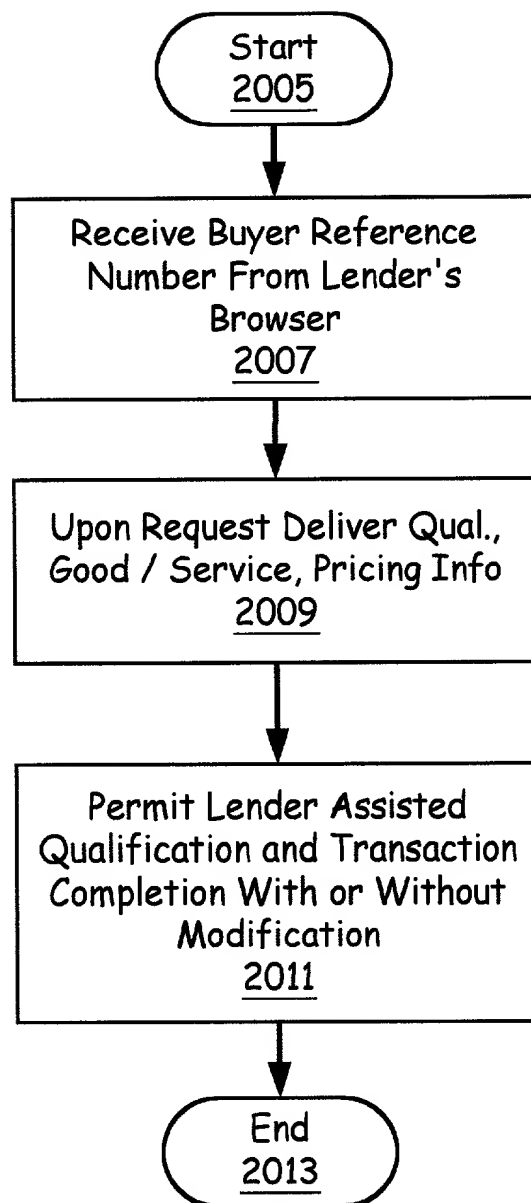 Start
2005
Receive Buyer Reference
Number From Lender's
Browser
2007
Upon Request Deliver Qual.,
Good / Service, Pricing Info
2009
Permit Lender Assisted
Qualification and Transaction
Completion With or Without
Modification
2011
End
2013